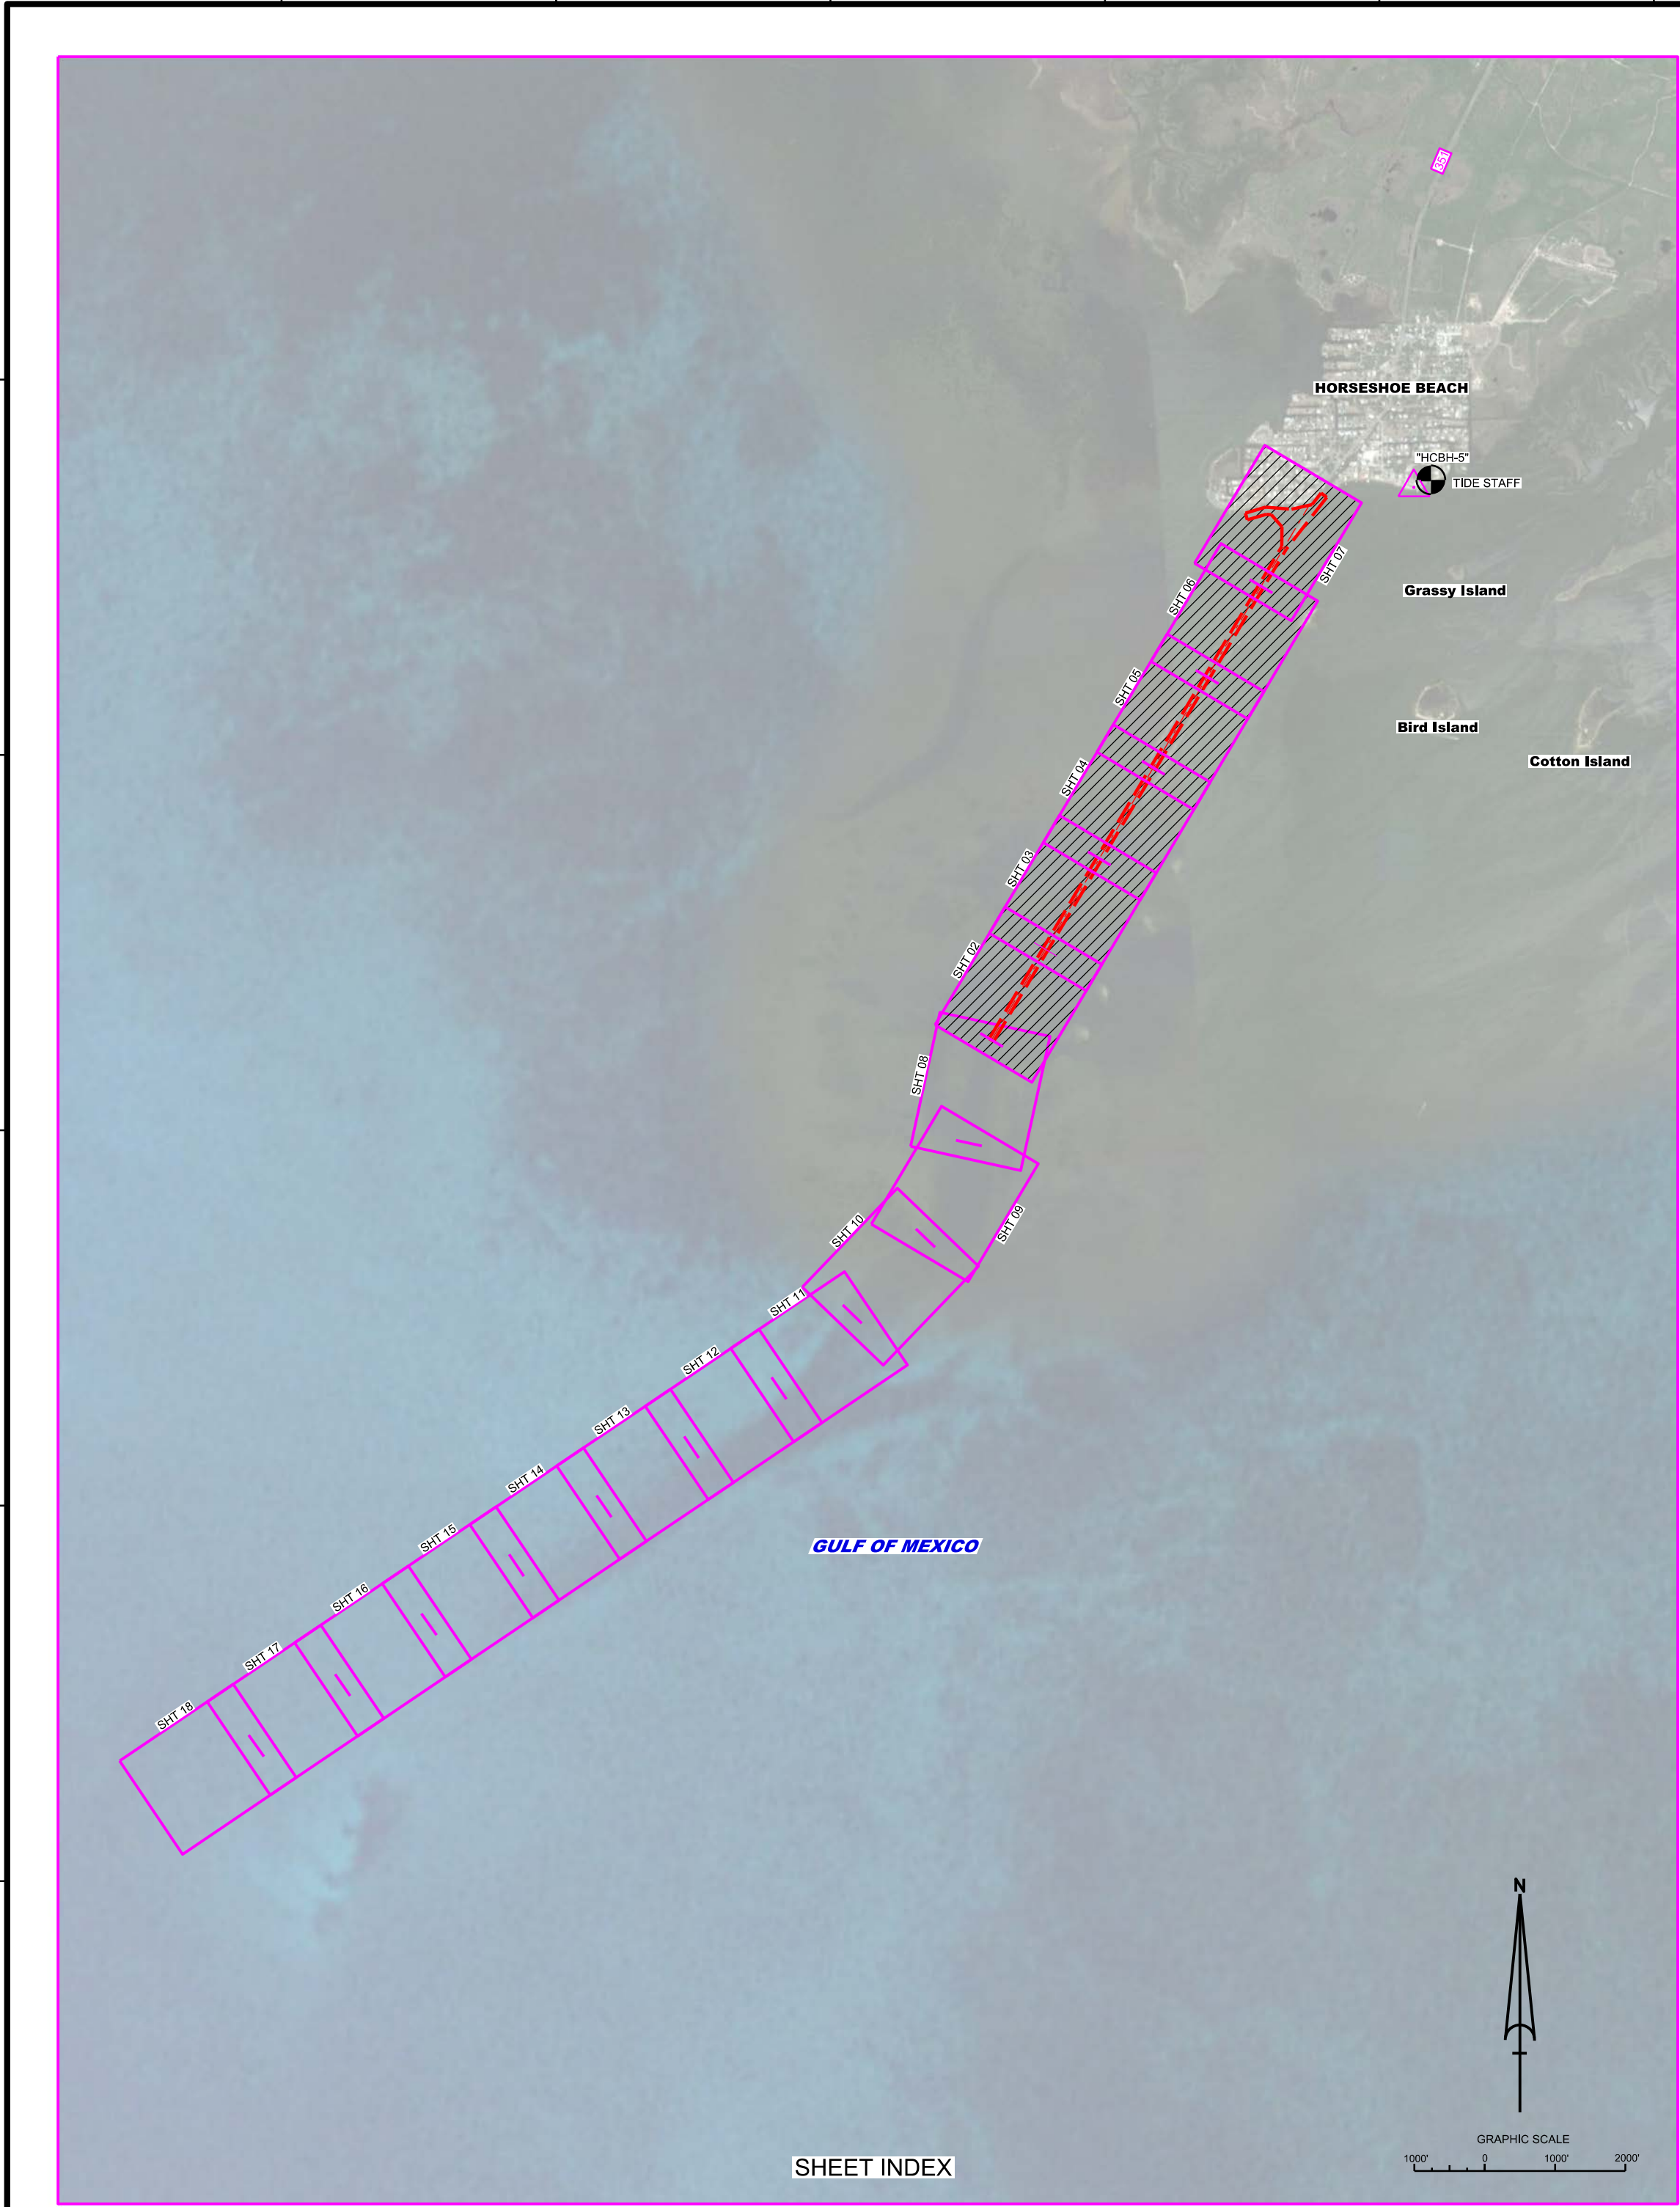 351
HORSESHOE BEACH
"HCBH-5"
TIDE STAFF
SHT 07
SHT 06
Grassy Island
SHT 05
Bird Island
Cotton Island
SHT 04
SHT 03
SHT 02
SHT 08
SHT 09
SHT 10
SHT 11
SHT 12
SHT 13
SHT 14
SHT 15
GULF OF MEXICO
SHT 16
SHT 17
SHT 18
N
GRAPHIC SCALE
1000' 0 1000' 2000'
SHEET INDEX